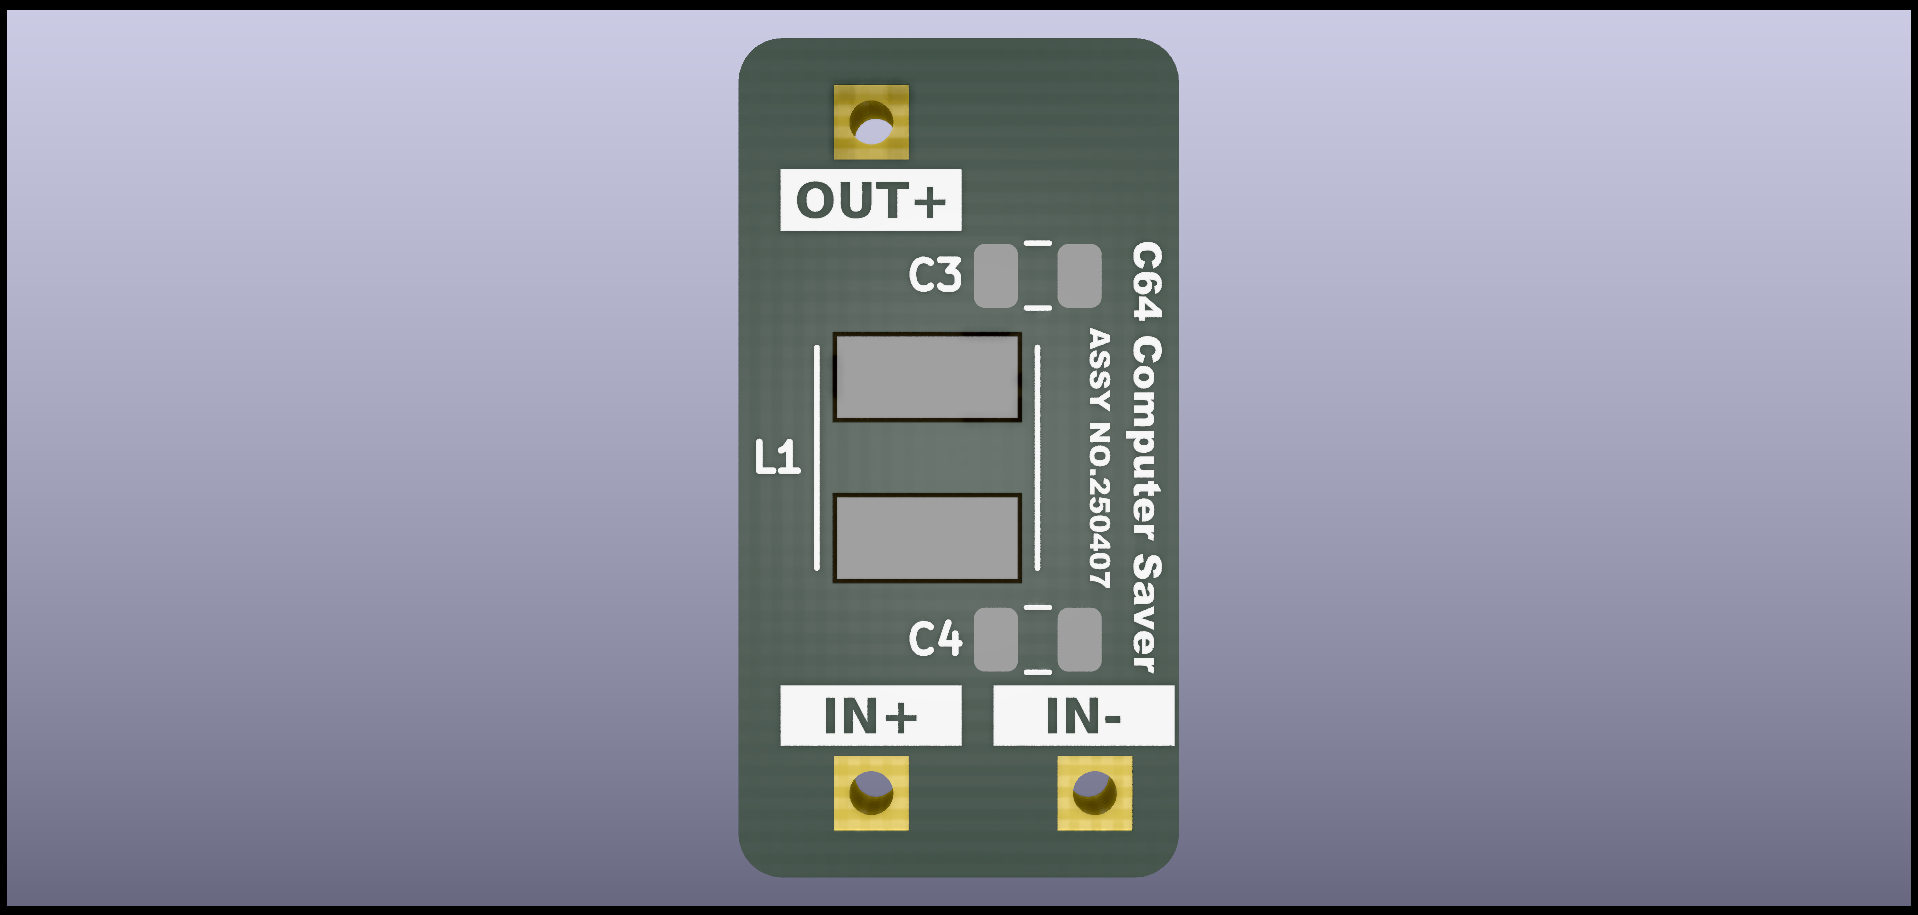 OUT+
C3
C64 Computer Saver
ASSY NO.250407
L1
C4
IN+
IN-